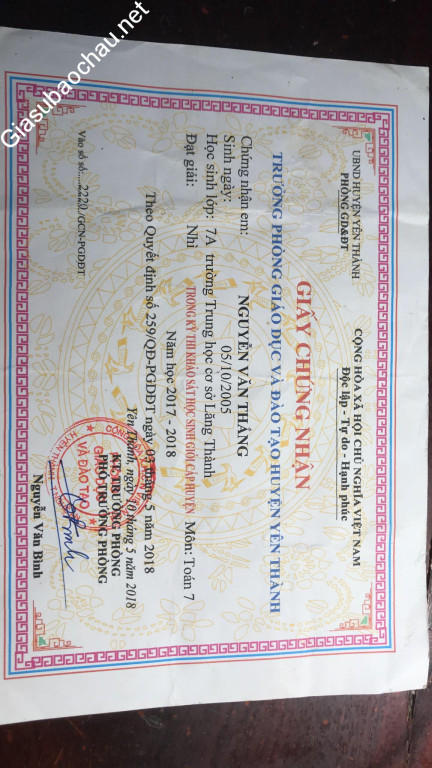 Giasubaochau.net
UBND HUYỆN YÊN THÀNH
PHÒNG GD&ĐT
CỘNG HÒA XÃ HỘI CHỦ NGHĨA VIỆT NAM
Độc lập - Tự do - Hạnh phúc
GIẤY CHỨNG NHẬN
TRƯỞNG PHÒNG GIÁO DỤC VÀ ĐÀO TẠO HUYỆN YÊN THÀNH
Chứng nhận em: NGUYỄN VĂN THẮNG
Sinh ngày: 05/10/2005
Học sinh lớp: 7A trường Trung học cơ sở Lăng Thành
Đạt giải: Nhì Môn: Toán 7
TRONG KỲ THI KHẢO SÁT HỌC SINH GIỎI CẤP HUYỆN
Năm học 2017 - 2018
Theo Quyết định số 259/QĐ-PGDĐT ngày 05 tháng 5 năm 2018
Yên Thành, ngày 10 tháng 5 năm 2018
Vào sổ số:....2220/GCN-PGDĐT
KT. TRƯỞNG PHÒNG
PHÓ TRƯỞNG PHÒNG
VÀ ĐÀO TẠO
Nguyễn Văn Bình